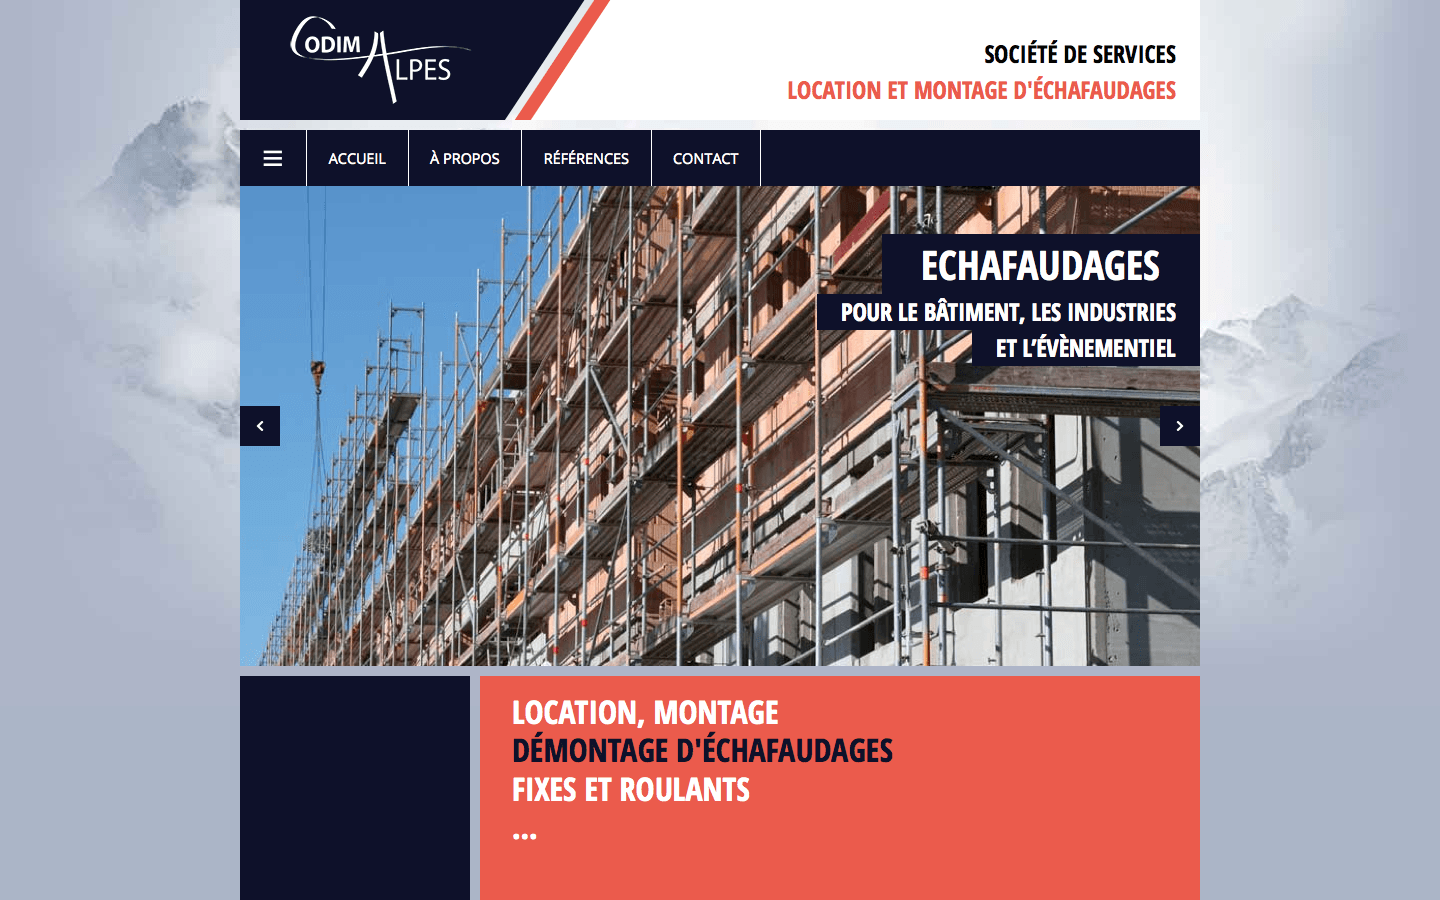 CODIM
ALPES
SOCIÉTÉ DE SERVICES
LOCATION ET MONTAGE D'ÉCHAFAUDAGES
ACCUEIL
À PROPOS
RÉFÉRENCES
CONTACT
ECHAFAUDAGES
POUR LE BÂTIMENT, LES INDUSTRIES
ET L’ÉVÈNEMENTIEL
LOCATION, MONTAGE
DÉMONTAGE D'ÉCHAFAUDAGES
FIXES ET ROULANTS
...